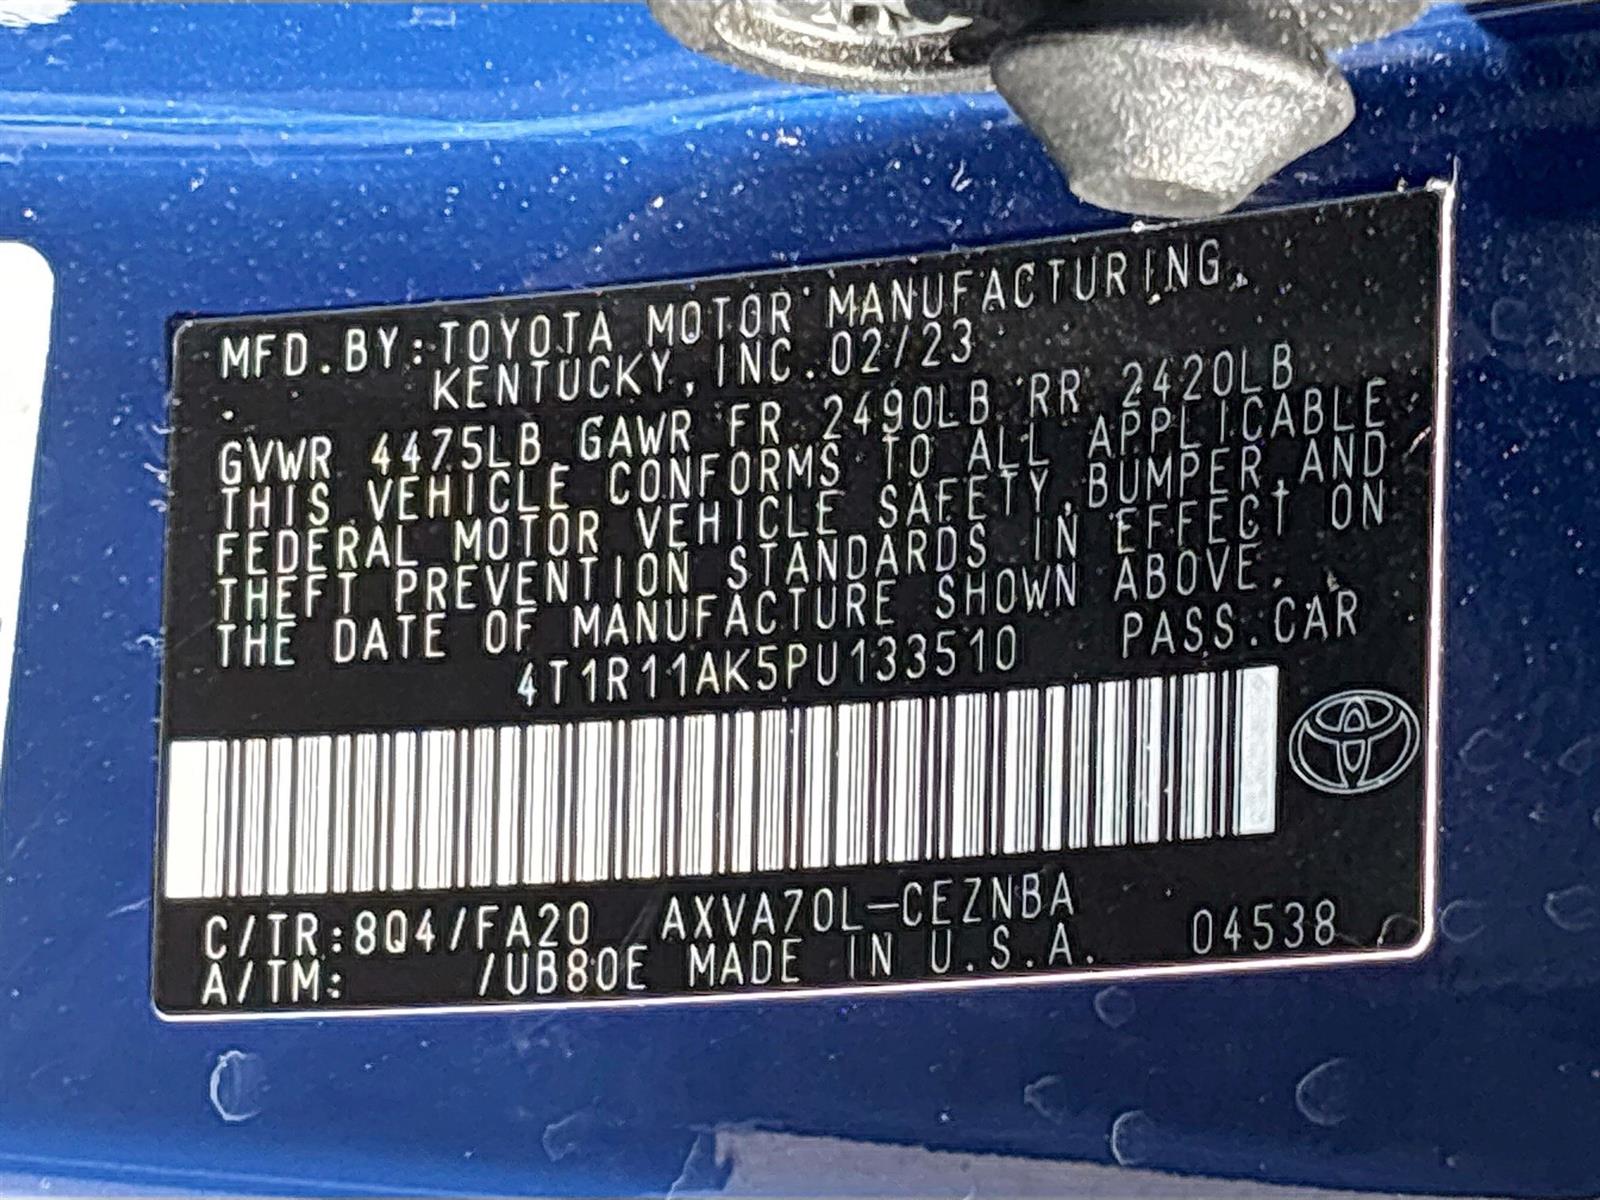 MFD.BY:TOYOTA MOTOR MANUFACTURING,
KENTUCKY, INC.02/23
GVWR 4475LB GAWR FR 2490LB RR 2420LB
THIS VEHICLE CONFORMS TO ALL APPLICABLE
FEDERAL MOTOR VEHICLE SAFETY,BUMPER,AND
THEFT PREVENTION STANDARDS IN EFFECT ON
THE DATE OF MANUFACTURE SHOWN ABOVE.
4T1R11AK5PU133510 PASS.CAR
C/TR:8Q4/FA20 AXVA70L-CEZNBA
A/TM: /UB80E MADE IN U.S.A. 04538